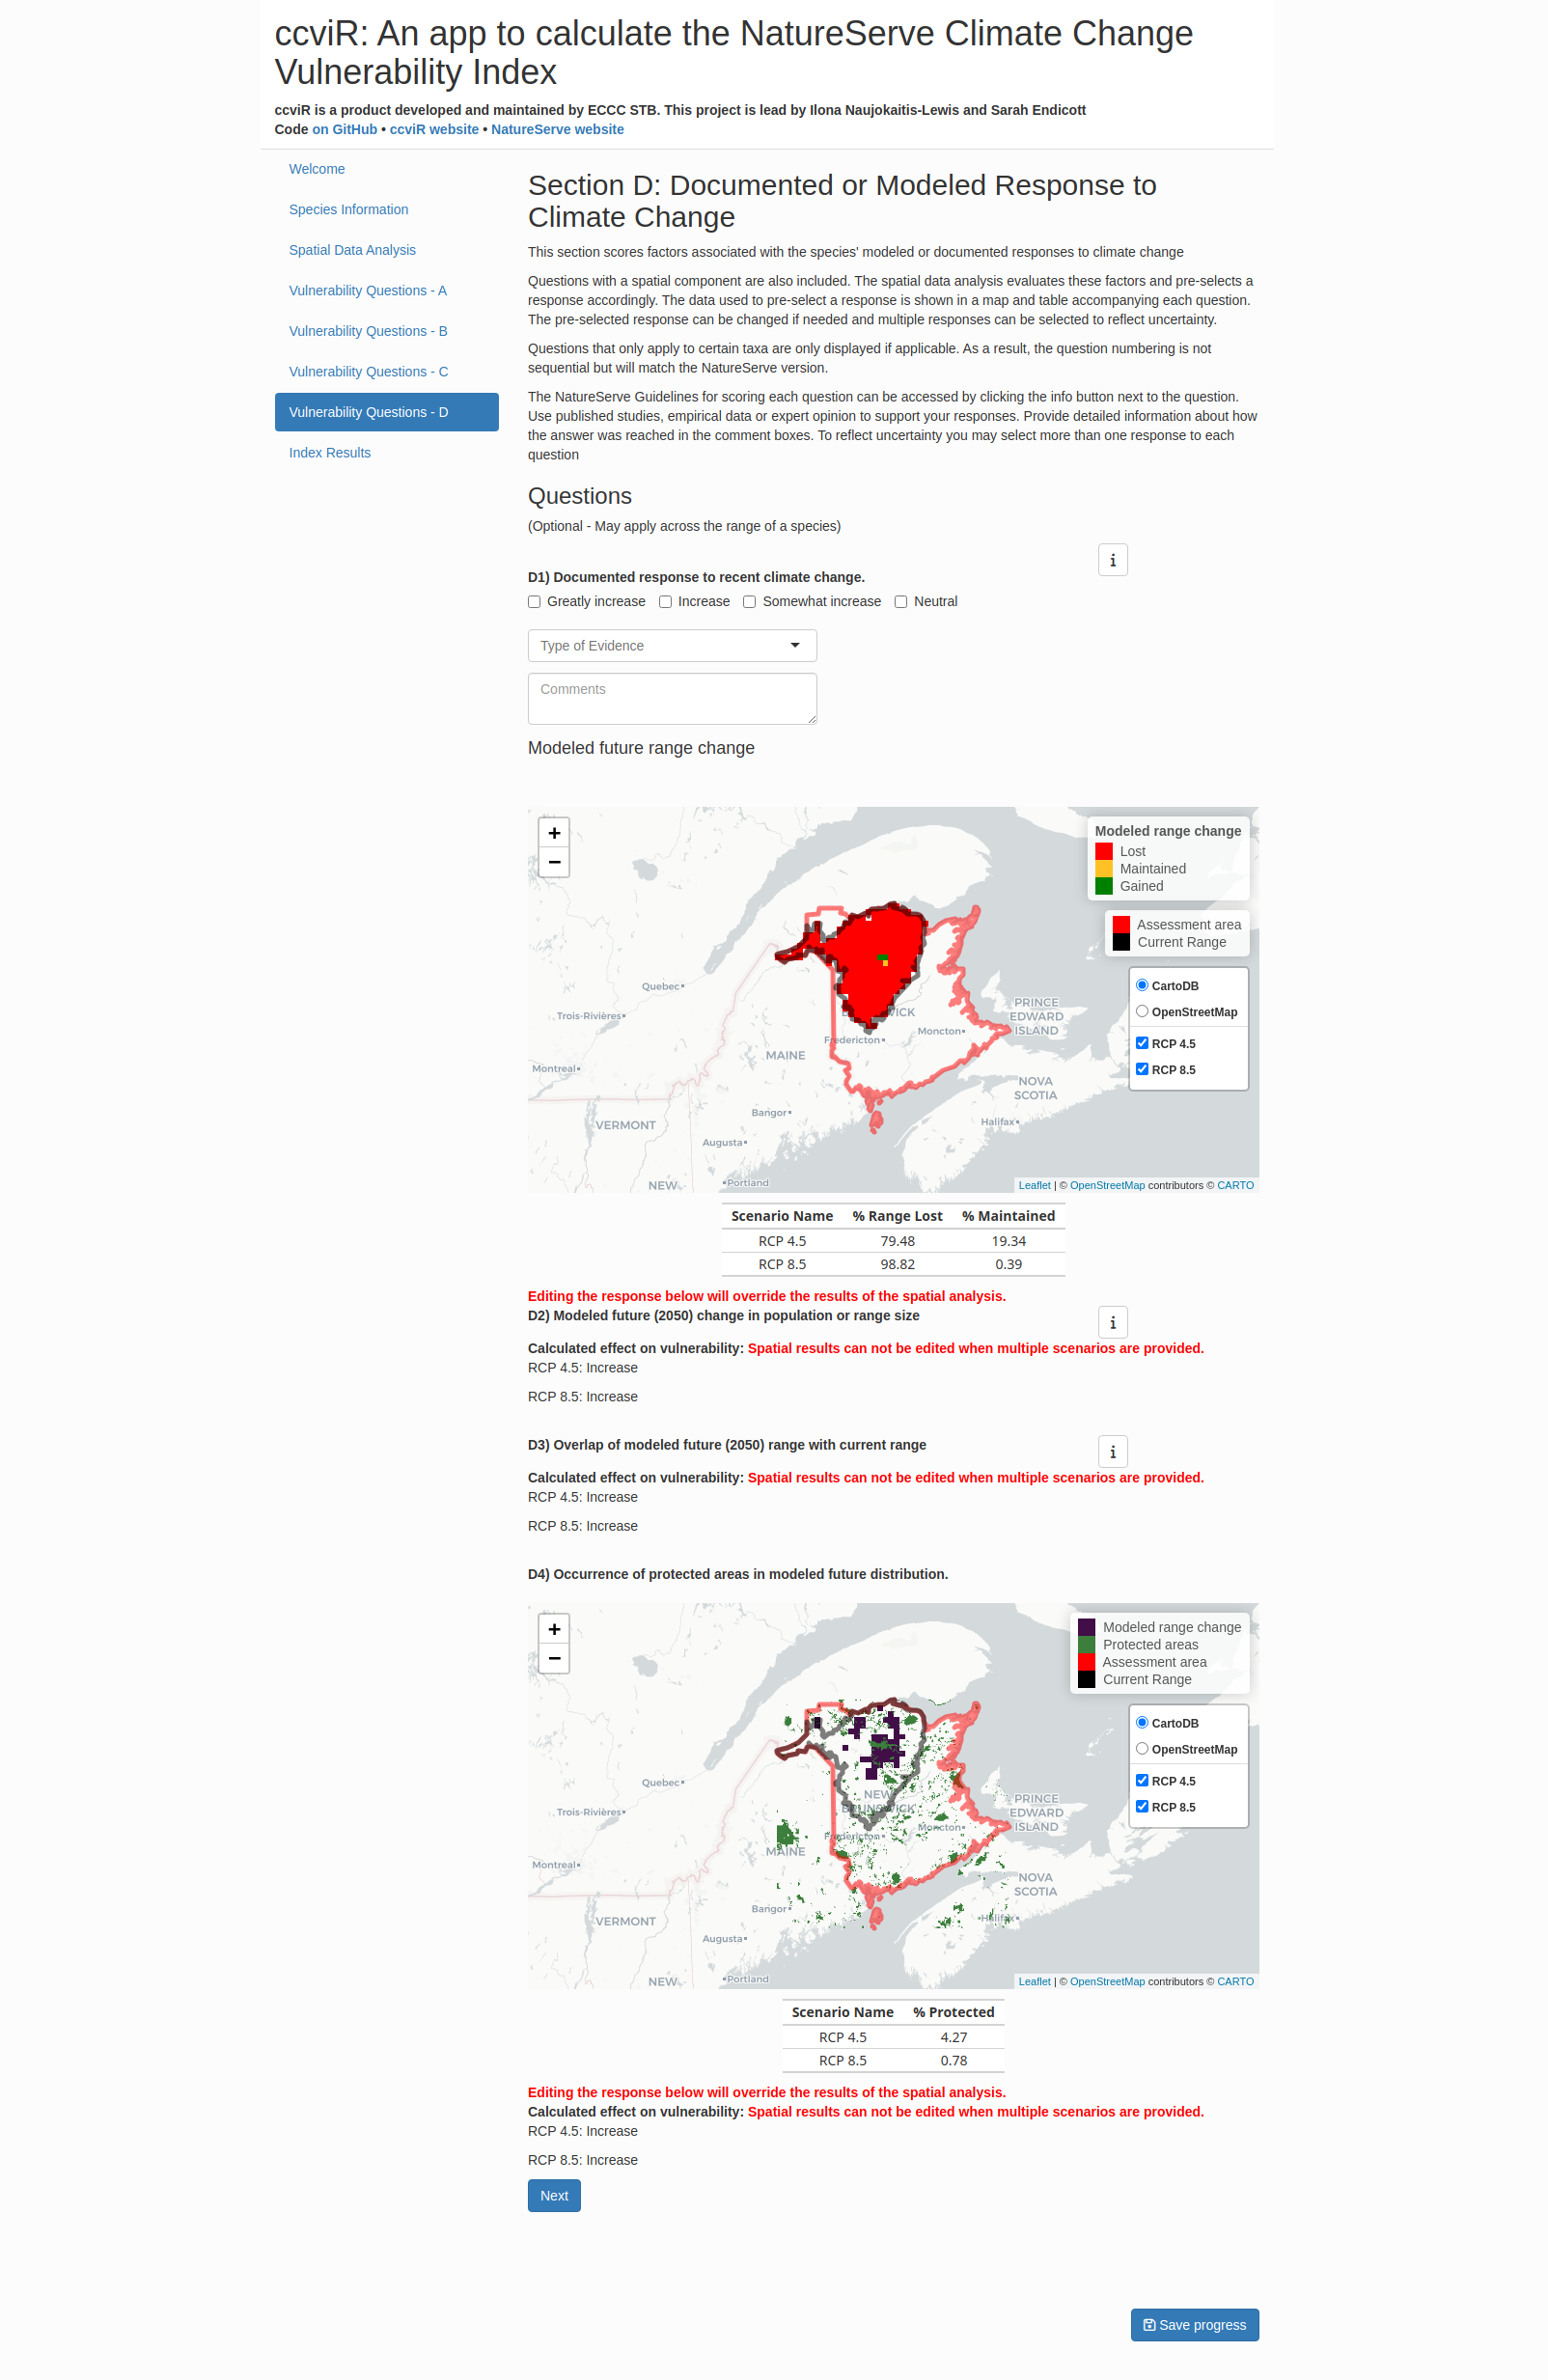 ccviR: An app to calculate the NatureServe Climate Change
Vulnerability Index
ccviR is a product developed and maintained by ECCC STB. This project is lead by Ilona Naujokaitis-Lewis and Sarah Endicott
Code on GitHub • ccviR website • NatureServe website
Welcome
Species Information
Spatial Data Analysis
Vulnerability Questions - A
Vulnerability Questions - B
Vulnerability Questions - C
Vulnerability Questions - D
Index Results
Section D: Documented or Modeled Response to
Climate Change
This section scores factors associated with the species' modeled or documented responses to climate change
Questions with a spatial component are also included. The spatial data analysis evaluates these factors and pre-selects a
response accordingly. The data used to pre-select a response is shown in a map and table accompanying each question.
The pre-selected response can be changed if needed and multiple responses can be selected to reflect uncertainty.
Questions that only apply to certain taxa are only displayed if applicable. As a result, the question numbering is not
sequential but will match the NatureServe version.
The NatureServe Guidelines for scoring each question can be accessed by clicking the info button next to the question.
Use published studies, empirical data or expert opinion to support your responses. Provide detailed information about how
the answer was reached in the comment boxes. To reflect uncertainty you may select more than one response to each
question
Questions
(Optional - May apply across the range of a species)
i
D1) Documented response to recent climate change.
Greatly increase Increase Somewhat increase Neutral
Type of Evidence
Comments
Modeled future range change
+
−
Modeled range change
Lost
Maintained
Gained
Assessment area
Current Range
CartoDB
OpenStreetMap
RCP 4.5
RCP 8.5
Quebec
Trois-Rivières
Montreal
MAINE
Fredericton
Moncton
PRINCE
EDWARD
ISLAND
NOVA
SCOTIA
Halifax
Bangor
VERMONT
Augusta
NEW
Portland
Leaflet | © OpenStreetMap contributors © CARTO
Scenario Name % Range Lost % Maintained
RCP 4.5 79.48 19.34
RCP 8.5 98.82 0.39
Editing the response below will override the results of the spatial analysis.
D2) Modeled future (2050) change in population or range size
i
Calculated effect on vulnerability: Spatial results can not be edited when multiple scenarios are provided.
RCP 4.5: Increase
RCP 8.5: Increase
D3) Overlap of modeled future (2050) range with current range
i
Calculated effect on vulnerability: Spatial results can not be edited when multiple scenarios are provided.
RCP 4.5: Increase
RCP 8.5: Increase
D4) Occurrence of protected areas in modeled future distribution.
+
−
Modeled range change
Protected areas
Assessment area
Current Range
CartoDB
OpenStreetMap
RCP 4.5
RCP 8.5
Quebec
Trois-Rivières
Montreal
NEW
BRUNSWICK
Fredericton
Moncton
MAINE
PRINCE
EDWARD
ISLAND
NOVA
SCOTIA
Halifax
Bangor
VERMONT
Augusta
NEW
Portland
Leaflet | © OpenStreetMap contributors © CARTO
Scenario Name % Protected
RCP 4.5 4.27
RCP 8.5 0.78
Editing the response below will override the results of the spatial analysis.
Calculated effect on vulnerability: Spatial results can not be edited when multiple scenarios are provided.
RCP 4.5: Increase
RCP 8.5: Increase
Next
Save progress